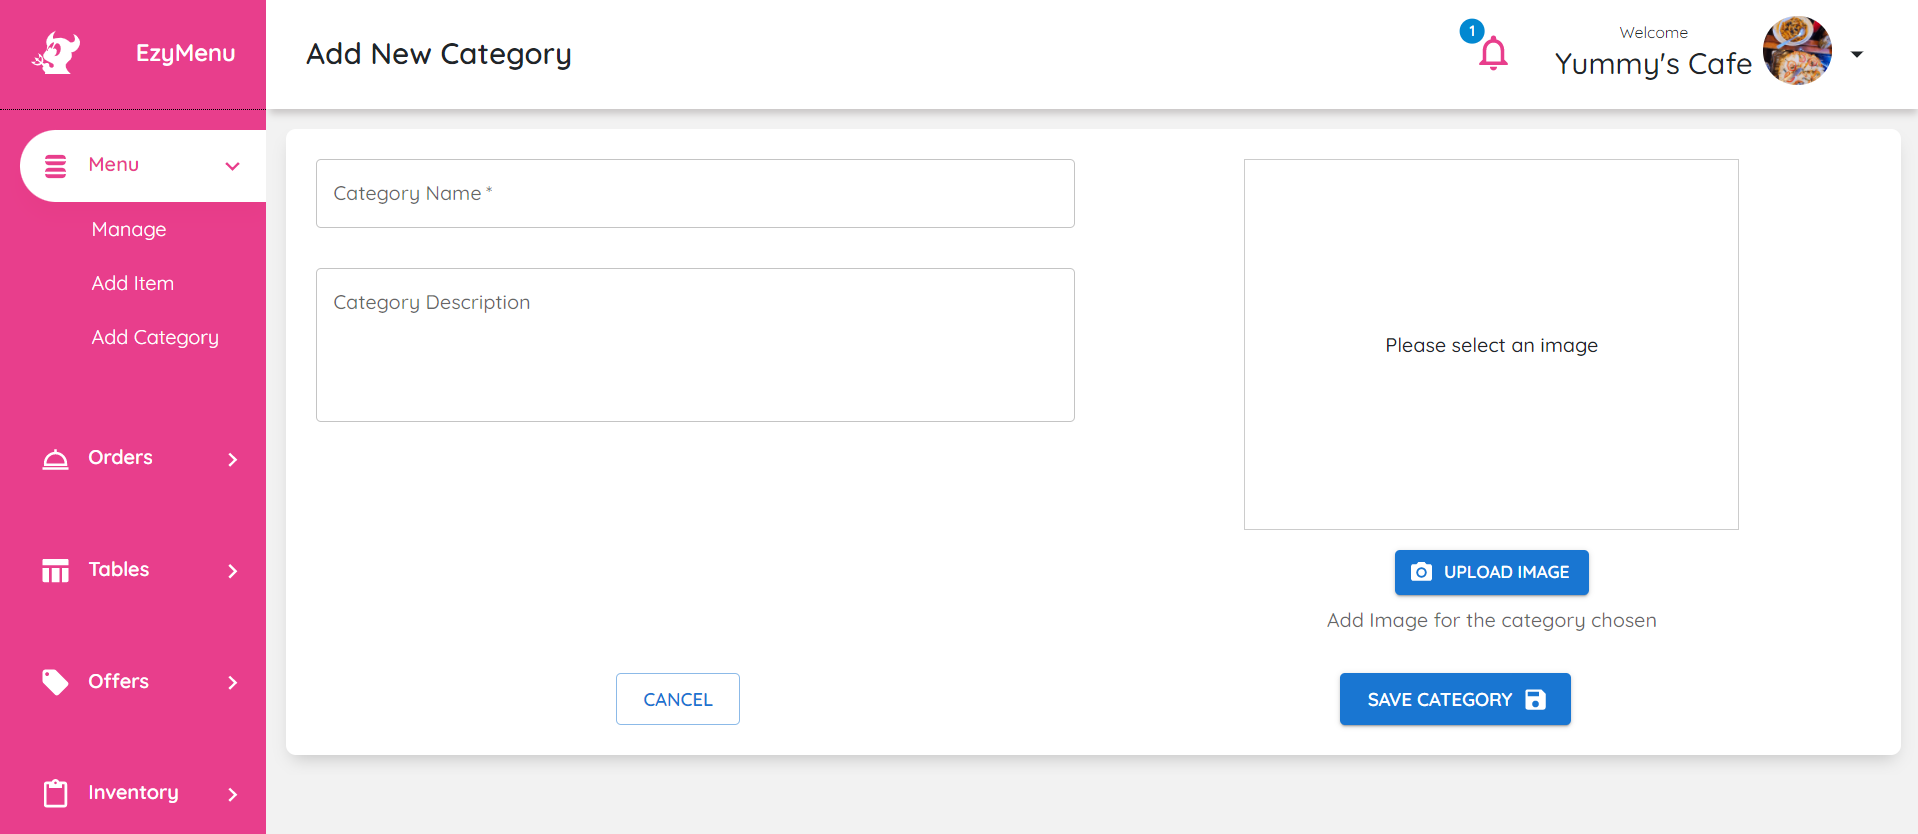 EzyMenu
Add New Category
1
Welcome
Yummy's Cafe
Menu
Manage
Add Item
Add Category
Orders
Tables
Offers
Inventory
Category Name *
Category Description
Please select an image
UPLOAD IMAGE
Add Image for the category chosen
CANCEL
SAVE CATEGORY